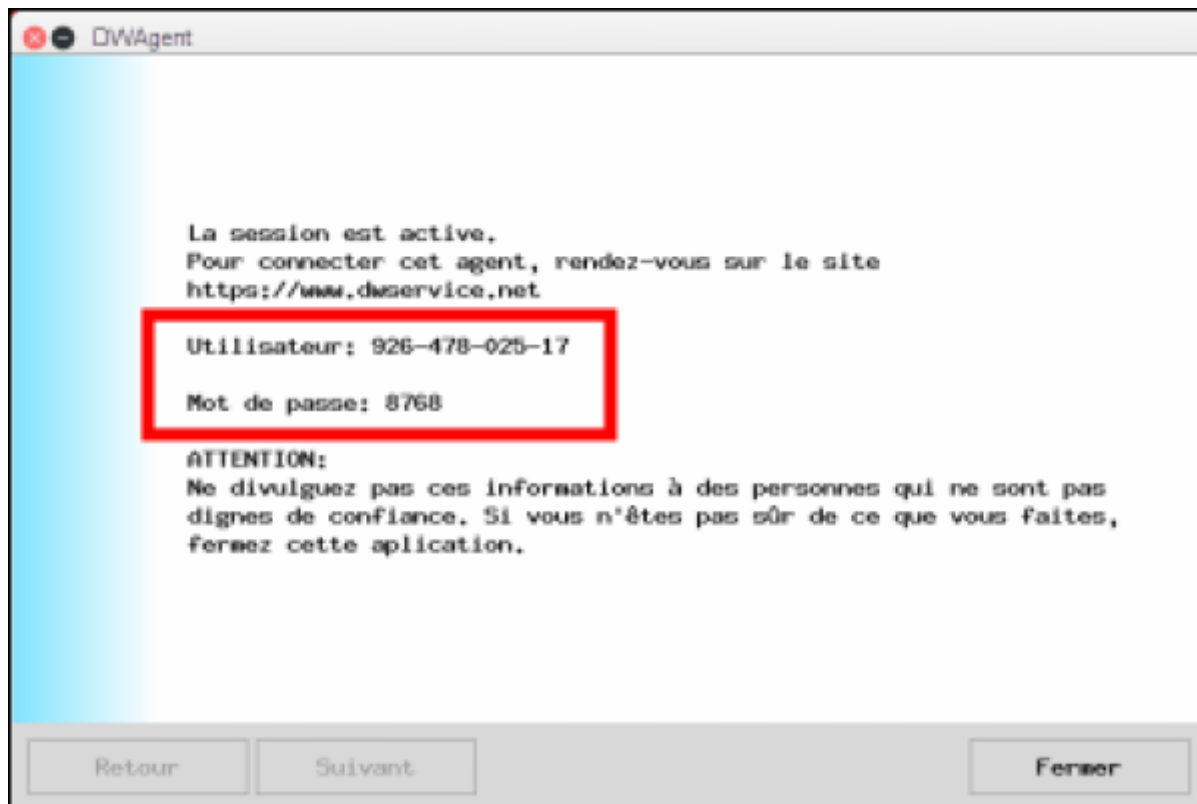 DWAgent
La session est active.
Pour connecter cet agent, rendez-vous sur le site
https://www.dwservice.net
Utilisateur: 926-478-025-17
Mot de passe: 8768
ATTENTION:
Ne divulguez pas ces informations à des personnes qui ne sont pas
dignes de confiance. Si vous n'êtes pas sûr de ce que vous faites,
fermez cette aplication.
Retour
Suivant
Fermer